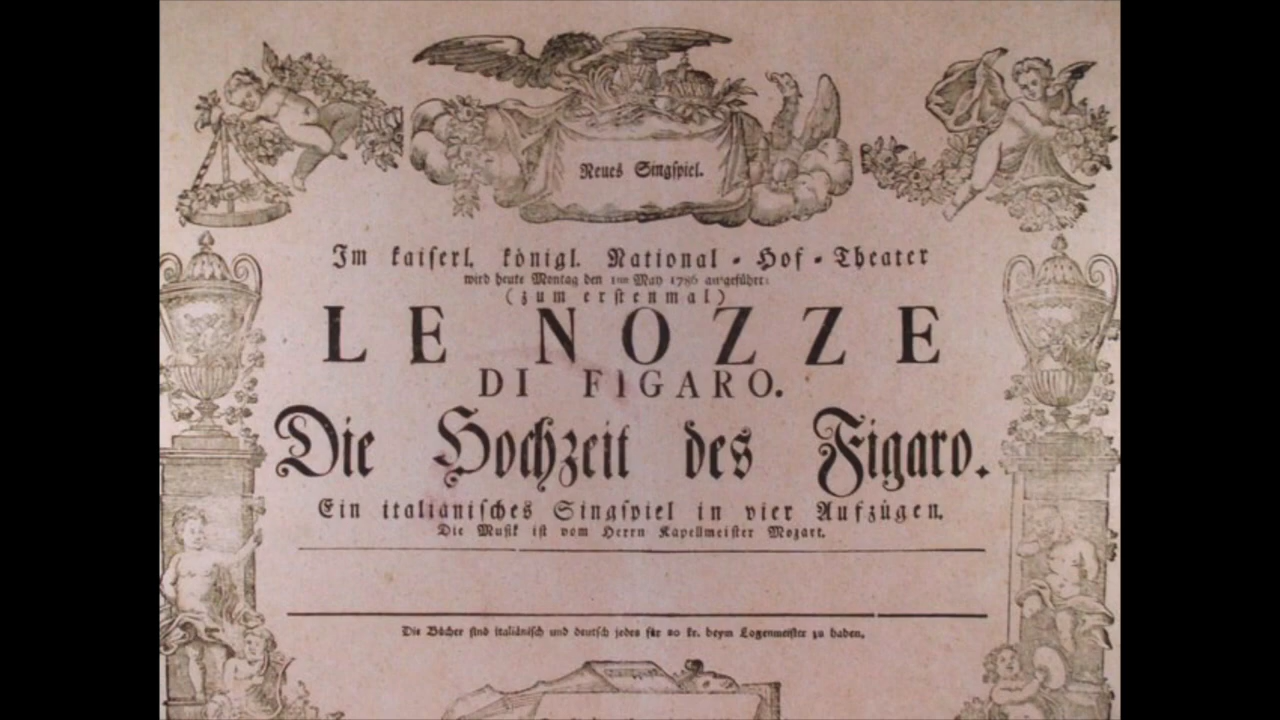 Neues Singſpiel.
Im kaiſerl. königl. National-Hof-Theater
wird heute Montag den 1ten May 1786 aufgeführt:
(zum erſtenmal)
LE NOZZE
DI FIGARO.
Die Hochzeit des Figaro.
Ein italiäniſches Singſpiel in vier Aufzügen.
Die Muſik iſt vom Herrn Kapellmeiſter Mozart.
Die Bücher ſind italiäniſch und deutſch jedes für 20 kr. beym Logenmeiſter zu haben.